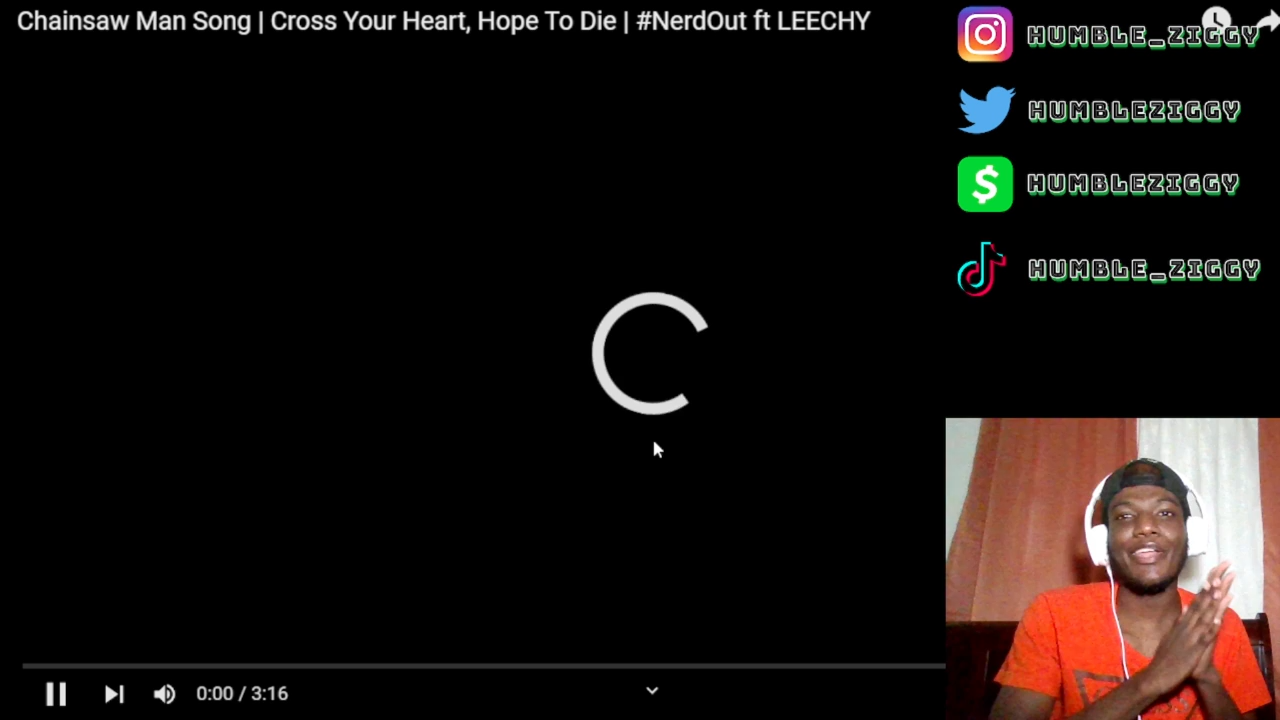 Chainsaw Man Song | Cross Your Heart, Hope To Die | #NerdOut ft LEECHY
HUMBLE_ZIGGY
HUMBLEZIGGY
$ HUMBLEZIGGY
HUMBLE_ZIGGY
0:00 / 3:16